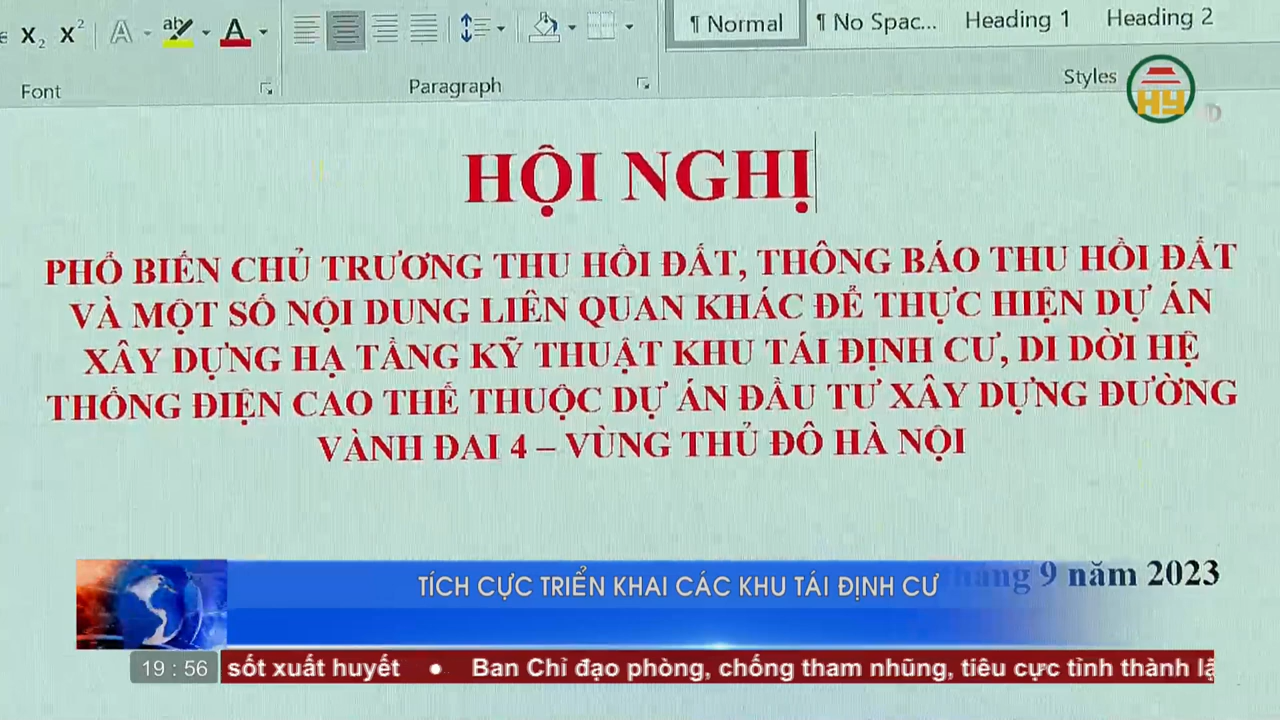 X₂ X² A ab A
¶ Normal ¶ No Spac... Heading 1 Heading 2
Font Paragraph Styles
HY
HỘI NGHỊ
PHỔ BIẾN CHỦ TRƯƠNG THU HỒI ĐẤT, THÔNG BÁO THU HỒI ĐẤT
VÀ MỘT SỐ NỘI DUNG LIÊN QUAN KHÁC ĐỂ THỰC HIỆN DỰ ÁN
XÂY DỰNG HẠ TẦNG KỸ THUẬT KHU TÁI ĐỊNH CƯ, DI DỜI HỆ
THỐNG ĐIỆN CAO THẾ THUỘC DỰ ÁN ĐẦU TƯ XÂY DỰNG ĐƯỜNG
VÀNH ĐAI 4 – VÙNG THỦ ĐÔ HÀ NỘI
tháng 9 năm 2023
TÍCH CỰC TRIỂN KHAI CÁC KHU TÁI ĐỊNH CƯ
19 : 56 sốt xuất huyết • Ban Chỉ đạo phòng, chống tham nhũng, tiêu cực tỉnh thành